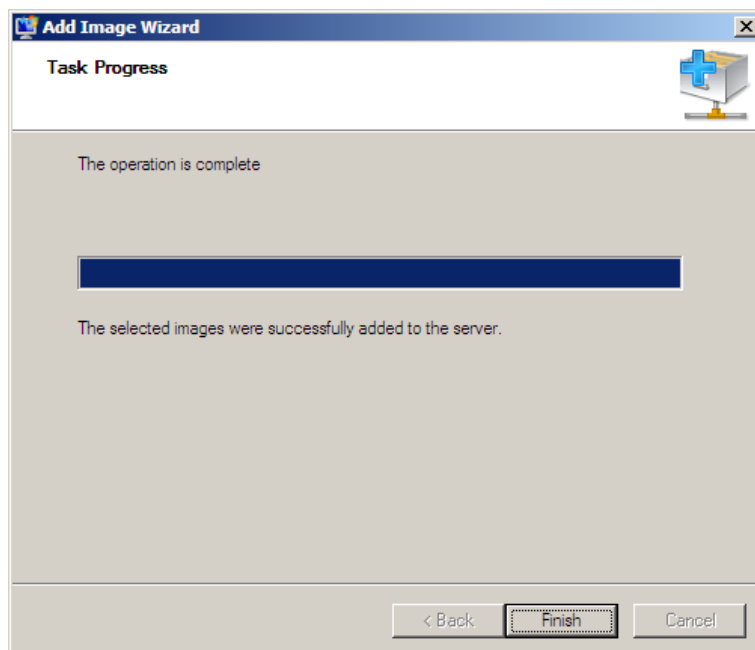 Add Image Wizard
Task Progress
The operation is complete
The selected images were successfully added to the server.
< Back Finish Cancel